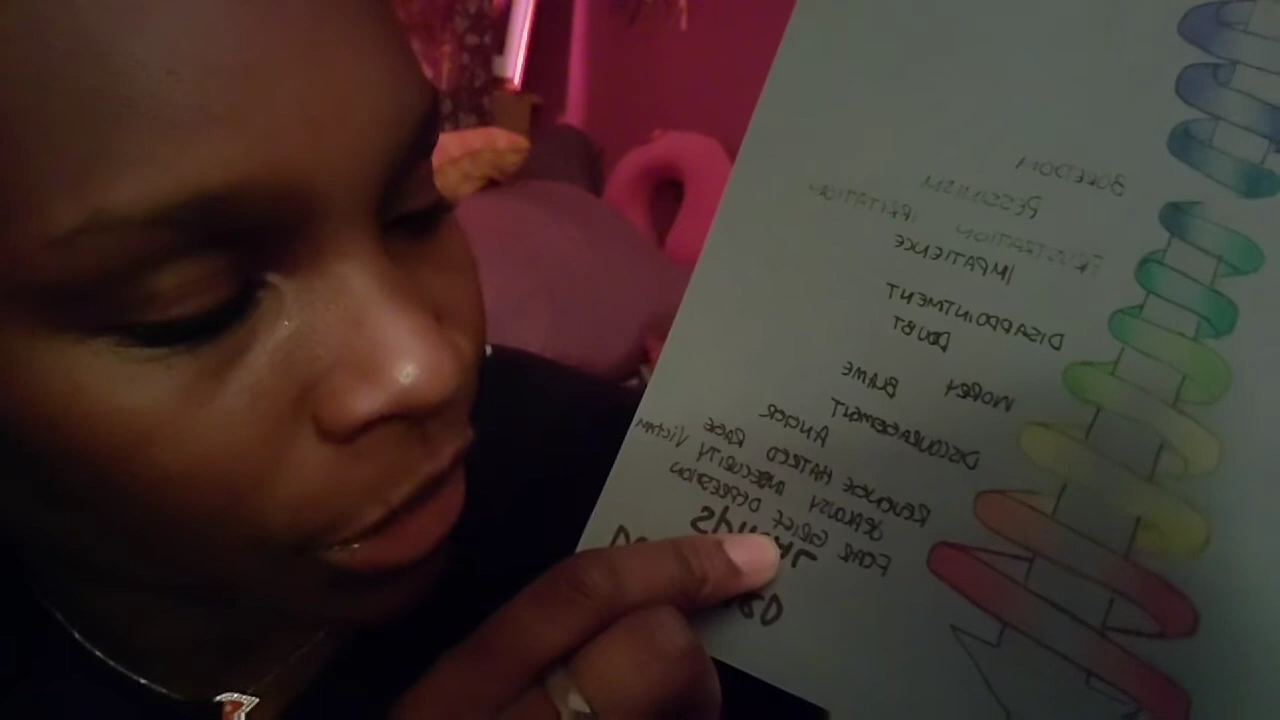 BOREDOM
PESSIMISM
FRUSTRATION IRRITATION
IMPATIENCE
DISAPPOINTMENT
DOUBT
WORRY BLAME
DISCOURAGEMENT
ANGER
REVENGE HATRED RAGE
JEALOUSY INSECURITY VICTIM
FEAR GRIEF DEPRESSION